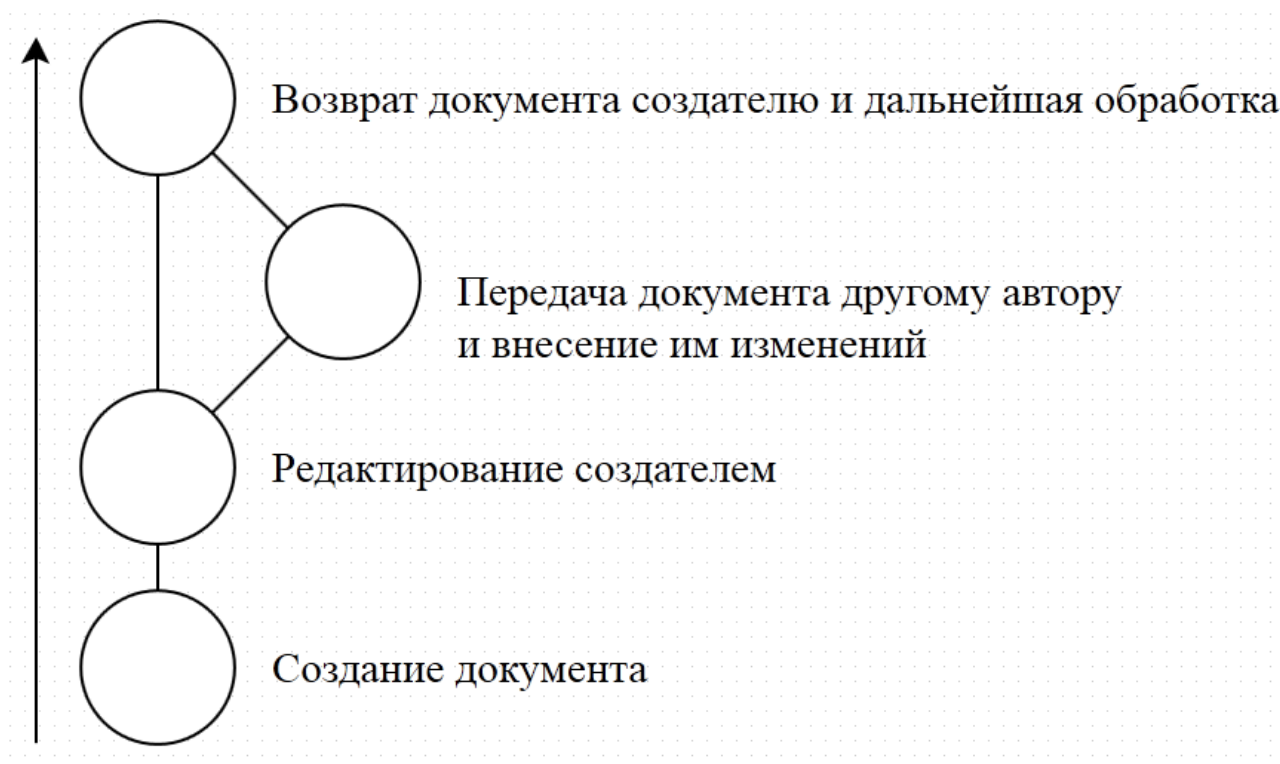 Возврат документа создателю и дальнейшая обработка
Передача документа другому автору
и внесение им изменений
Редактирование создателем
Создание документа